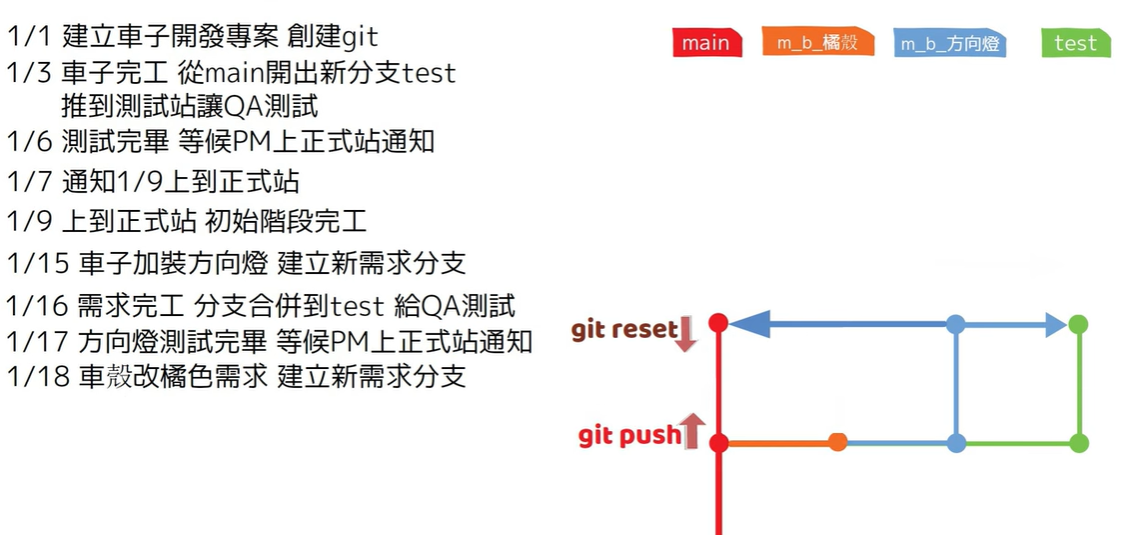 1/1 建立車子開發專案 創建git
1/3 車子完工 從main開出新分支test
推到測試站讓QA測試
1/6 測試完畢 等候PM上正式站通知
1/7 通知1/9上到正式站
1/9 上到正式站 初始階段完工
1/15 車子加裝方向燈 建立新需求分支
1/16 需求完工 分支合併到test 給QA測試
1/17 方向燈測試完畢 等候PM上正式站通知
1/18 車殼改橘色需求 建立新需求分支
main
m_b_橘殼
m_b_方向燈
test
git reset
git push